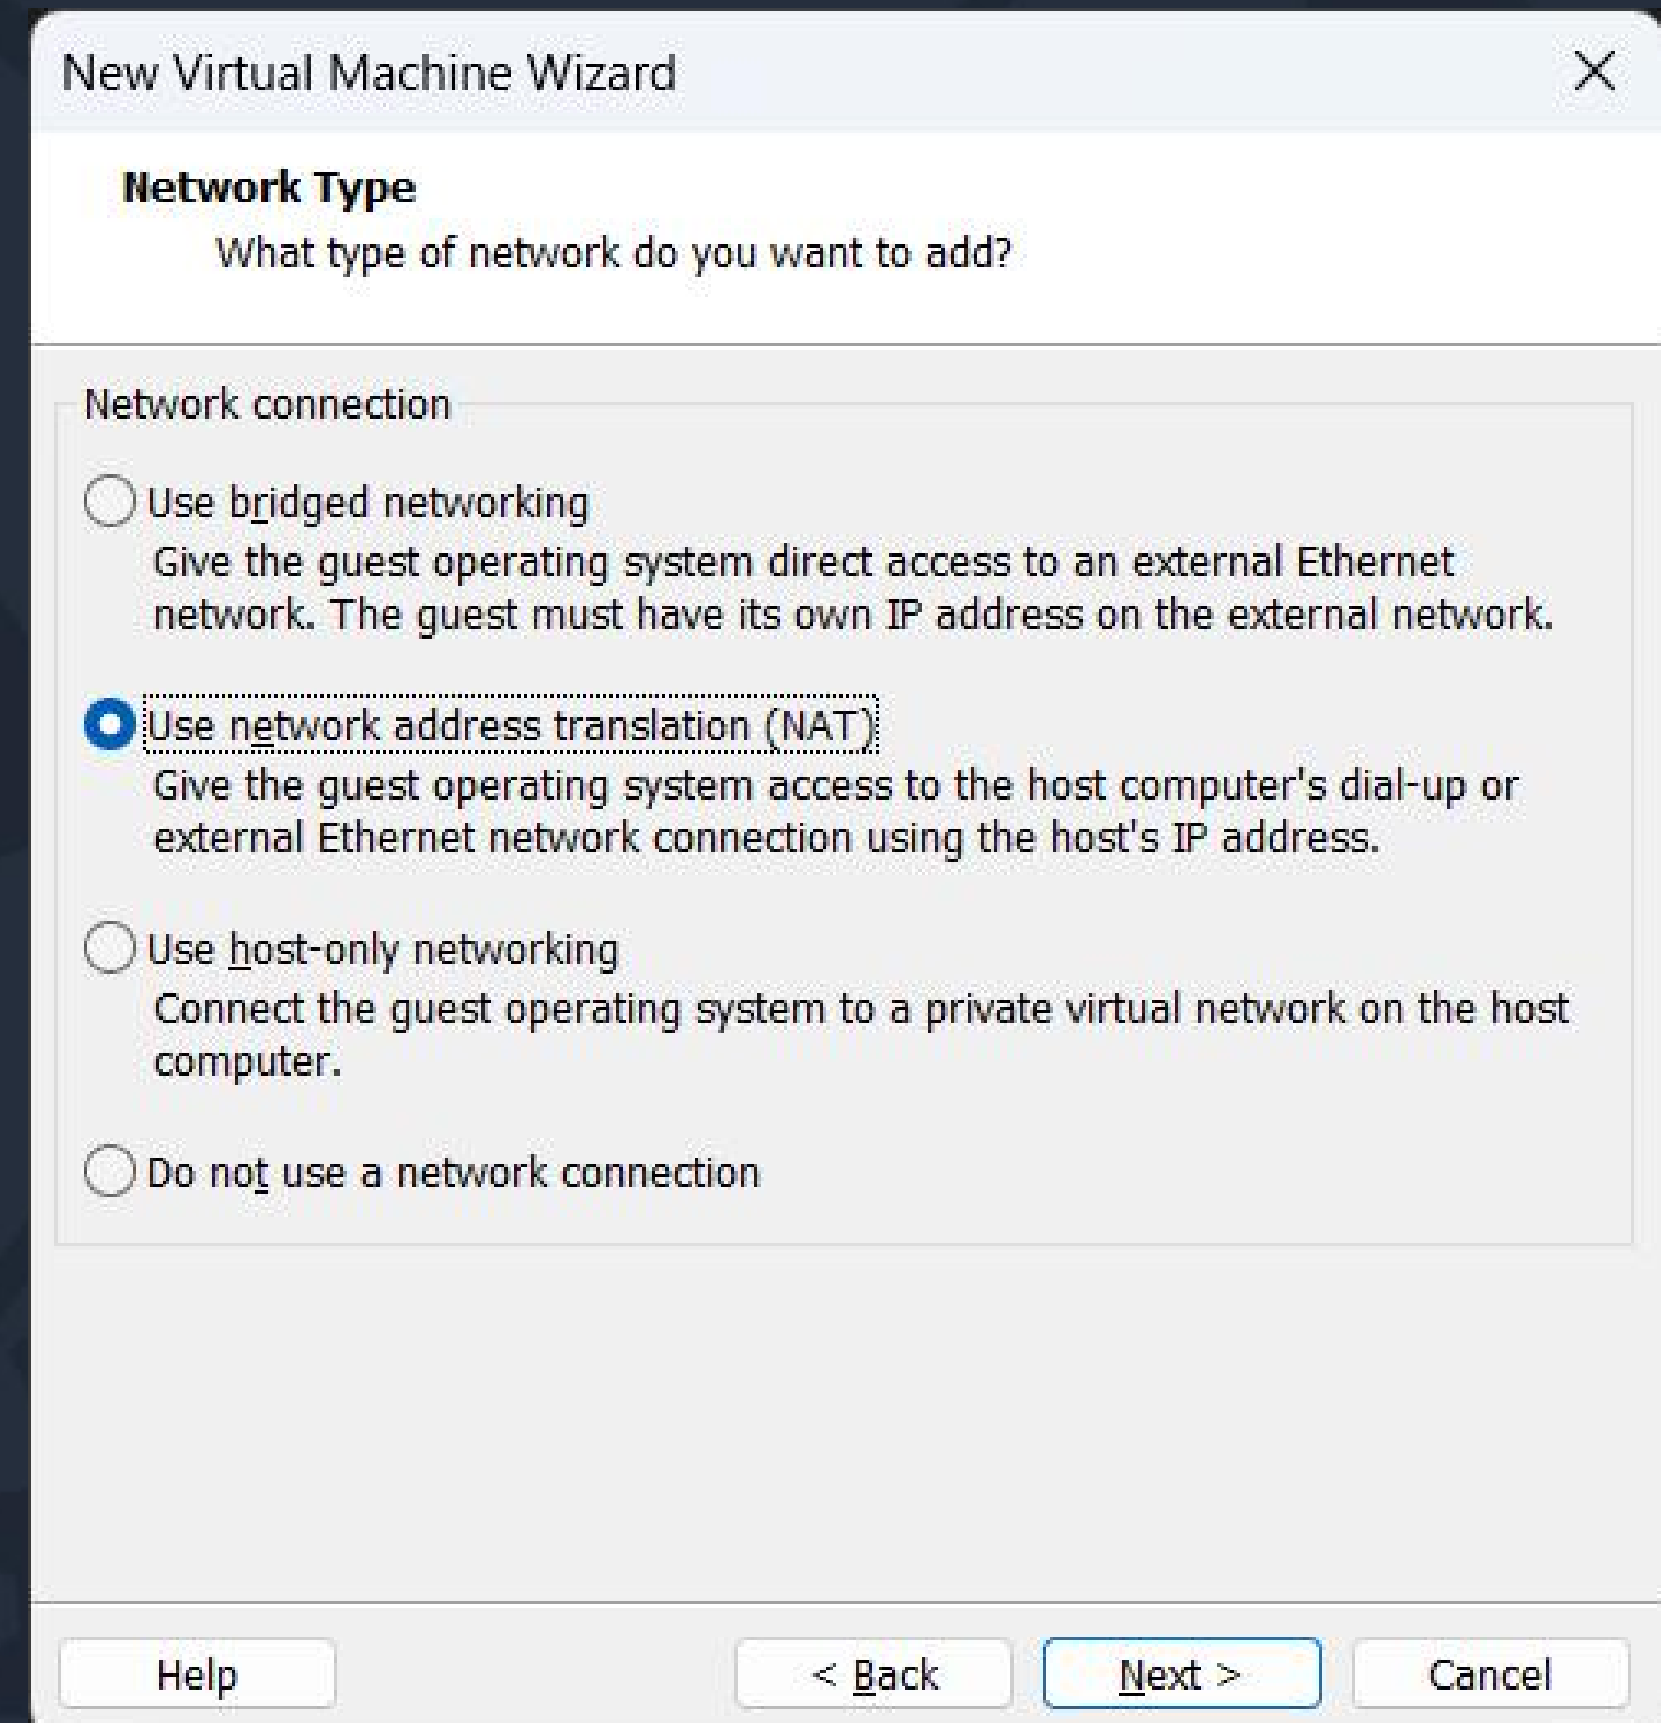 New Virtual Machine Wizard
Network Type
What type of network do you want to add?
Network connection
Use bridged networking
Give the guest operating system direct access to an external Ethernet
network. The guest must have its own IP address on the external network.
Use network address translation (NAT)
Give the guest operating system access to the host computer's dial-up or
external Ethernet network connection using the host's IP address.
Use host-only networking
Connect the guest operating system to a private virtual network on the host
computer.
Do not use a network connection
Help
< Back
Next >
Cancel